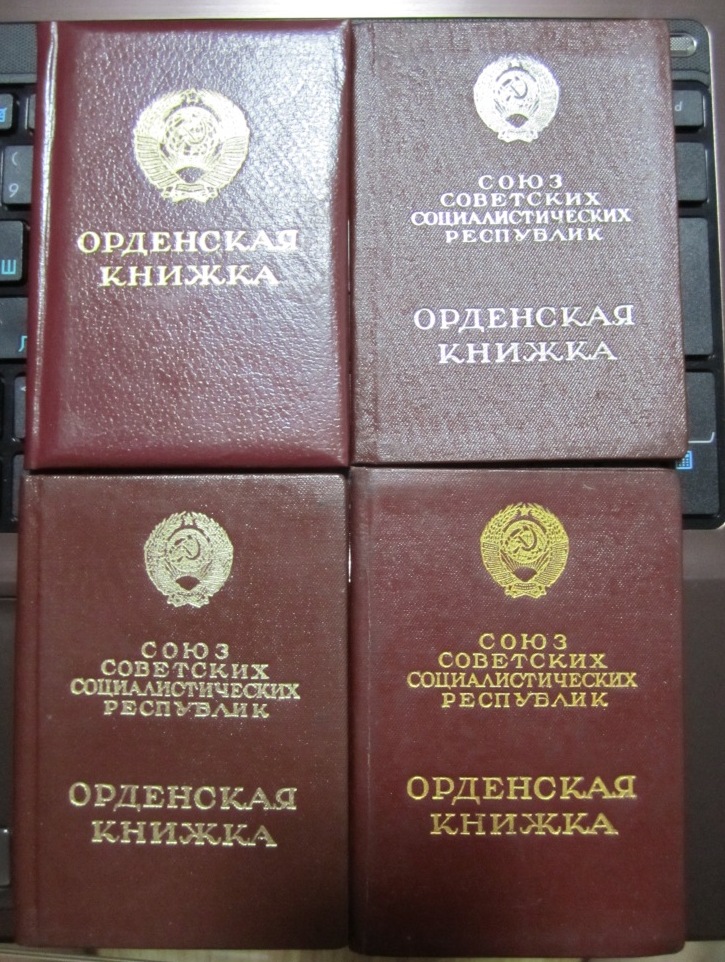 ОРДЕНСКАЯ
КНИЖКА
СОЮЗ
СОВЕТСКИХ
СОЦИАЛИСТИЧЕСКИХ
РЕСПУБЛИК
ОРДЕНСКАЯ
КНИЖКА
СОЮЗ
СОВЕТСКИХ
СОЦИАЛИСТИЧЕСКИХ
РЕСПУБЛИК
ОРДЕНСКАЯ
КНИЖКА
СОЮЗ
СОВЕТСКИХ
СОЦИАЛИСТИЧЕСКИХ
РЕСПУБЛИК
ОРДЕНСКАЯ
КНИЖКА
(
9
Ш